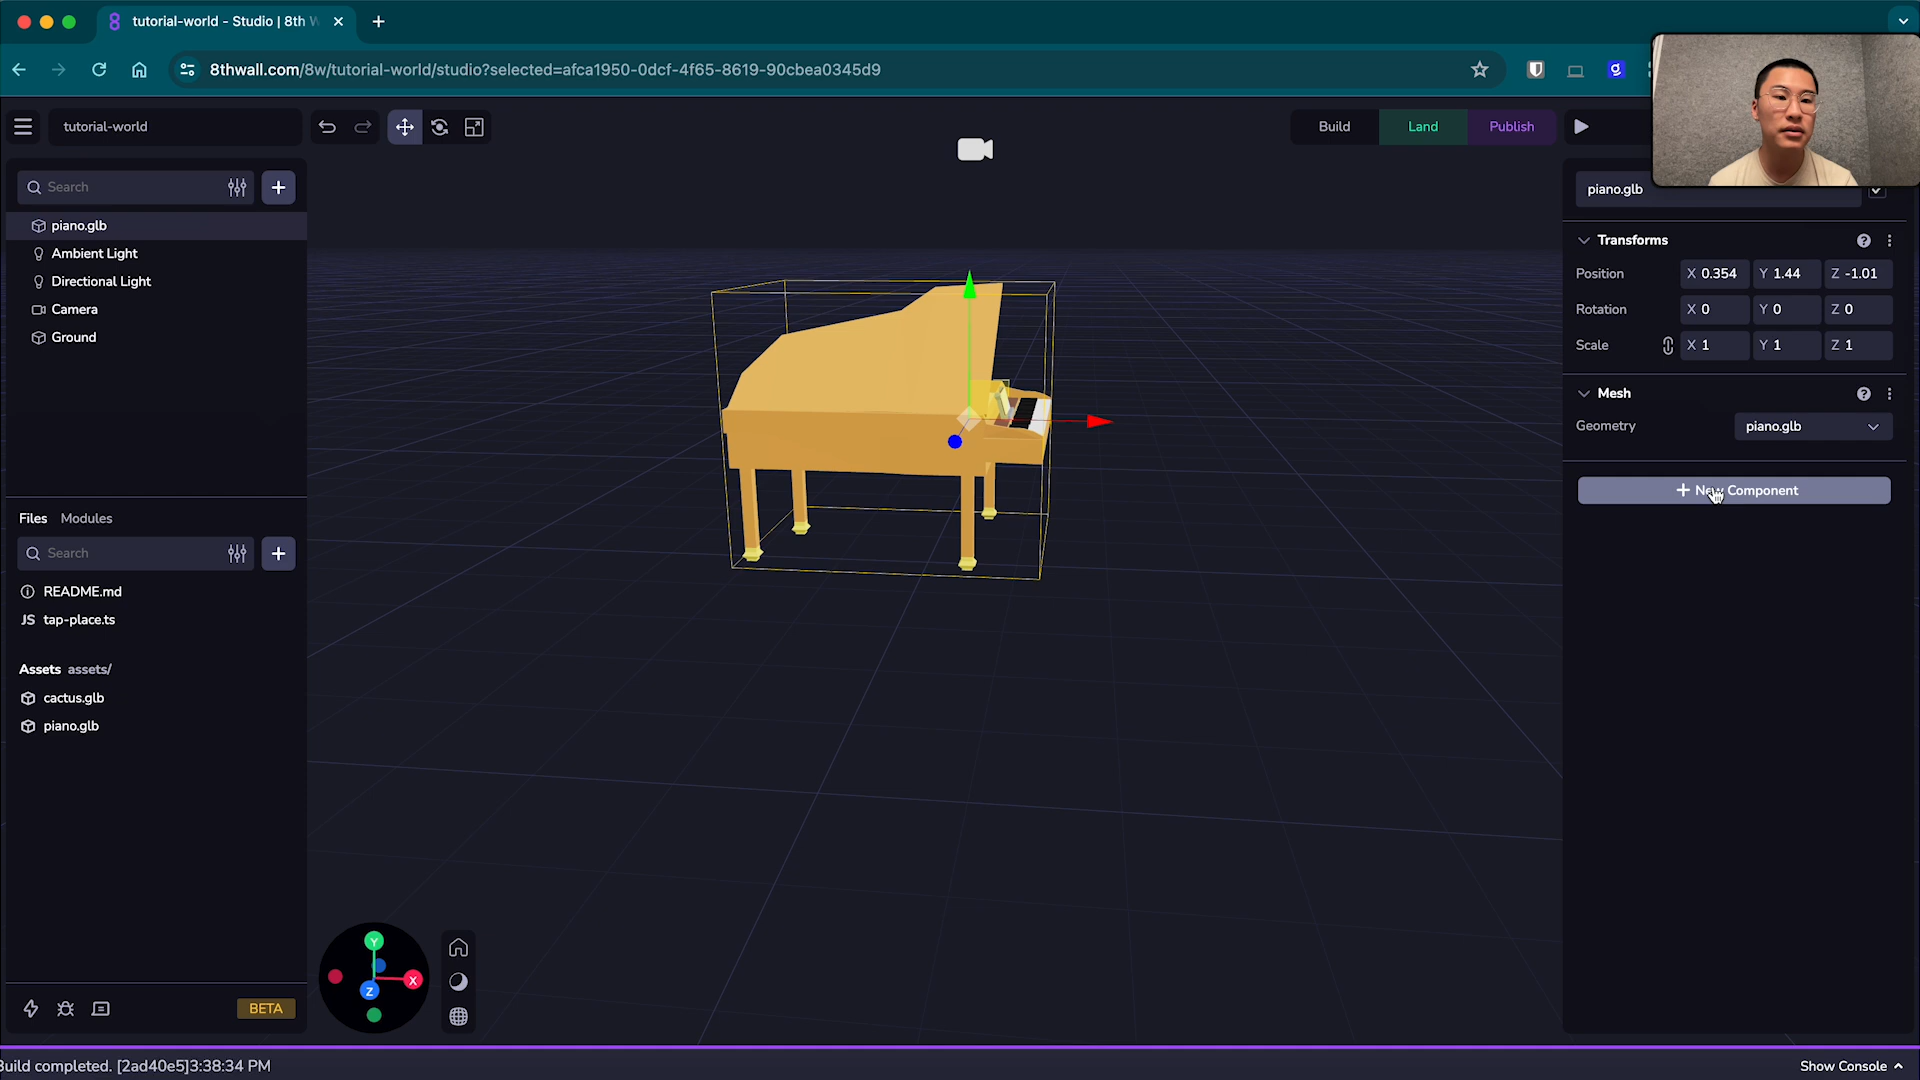 tutorial-world - Studio | 8th W
8thwall.com/8w/tutorial-world/studio?selected=afca1950-0dcf-4f65-8619-90cbea0345d9
tutorial-world
Build
Land
Publish
Search
piano.glb
Ambient Light
Directional Light
Camera
Ground
Files
Modules
Search
README.md
JS tap-place.ts
Assets assets/
cactus.glb
piano.glb
BETA
Y
X
Z
piano.glb
Transforms
Position X 0.354 Y 1.44 Z -1.01
Rotation X 0 Y 0 Z 0
Scale X 1 Y 1 Z 1
Mesh
Geometry piano.glb
+ New Component
Build completed. [2ad40e5]3:38:34 PM
Show Console